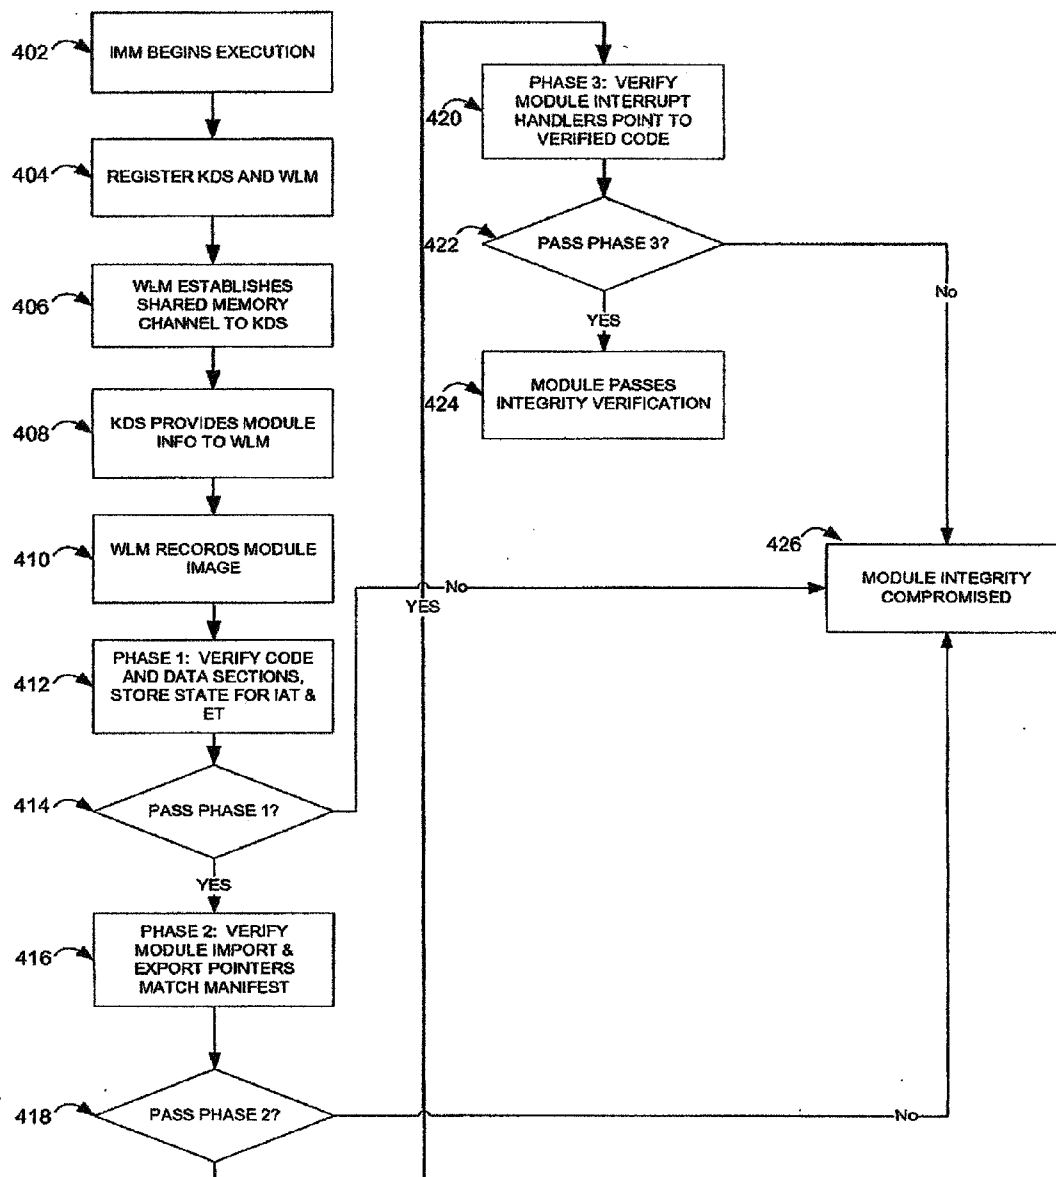 402
IMM BEGINS EXECUTION
404
REGISTER KDS AND WLM
406
WLM ESTABLISHES
SHARED MEMORY
CHANNEL TO KDS
408
KDS PROVIDES MODULE
INFO TO WLM
410
WLM RECORDS MODULE
IMAGE
412
PHASE 1: VERIFY CODE
AND DATA SECTIONS,
STORE STATE FOR IAT &
ET
414
PASS PHASE 1?
No
YES
416
PHASE 2: VERIFY
MODULE IMPORT &
EXPORT POINTERS
MATCH MANIFEST
418
PASS PHASE 2?
No
YES
420
PHASE 3: VERIFY
MODULE INTERRUPT
HANDLERS POINT TO
VERIFIED CODE
422
PASS PHASE 3?
No
YES
424
MODULE PASSES
INTEGRITY VERIFICATION
426
MODULE INTEGRITY
COMPROMISED